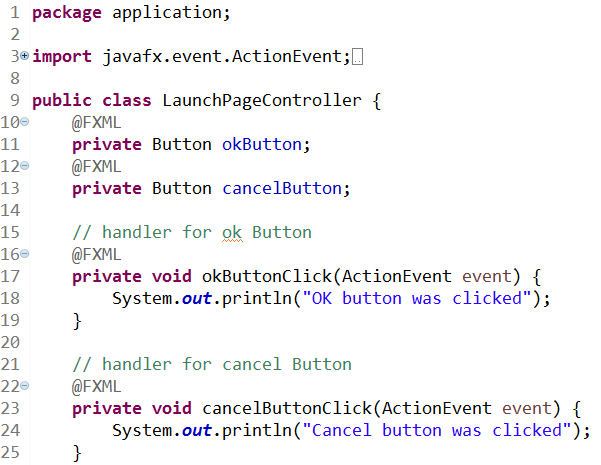 1 package application;
2
3 import javafx.event.ActionEvent;
8
9 public class LaunchPageController {
10 @FXML
11 private Button okButton;
12 @FXML
13 private Button cancelButton;
14
15 // handler for ok Button
16 @FXML
17 private void okButtonClick(ActionEvent event) {
18 System.out.println("OK button was clicked");
19 }
20
21 // handler for cancel Button
22 @FXML
23 private void cancelButtonClick(ActionEvent event) {
24 System.out.println("Cancel button was clicked");
25 }